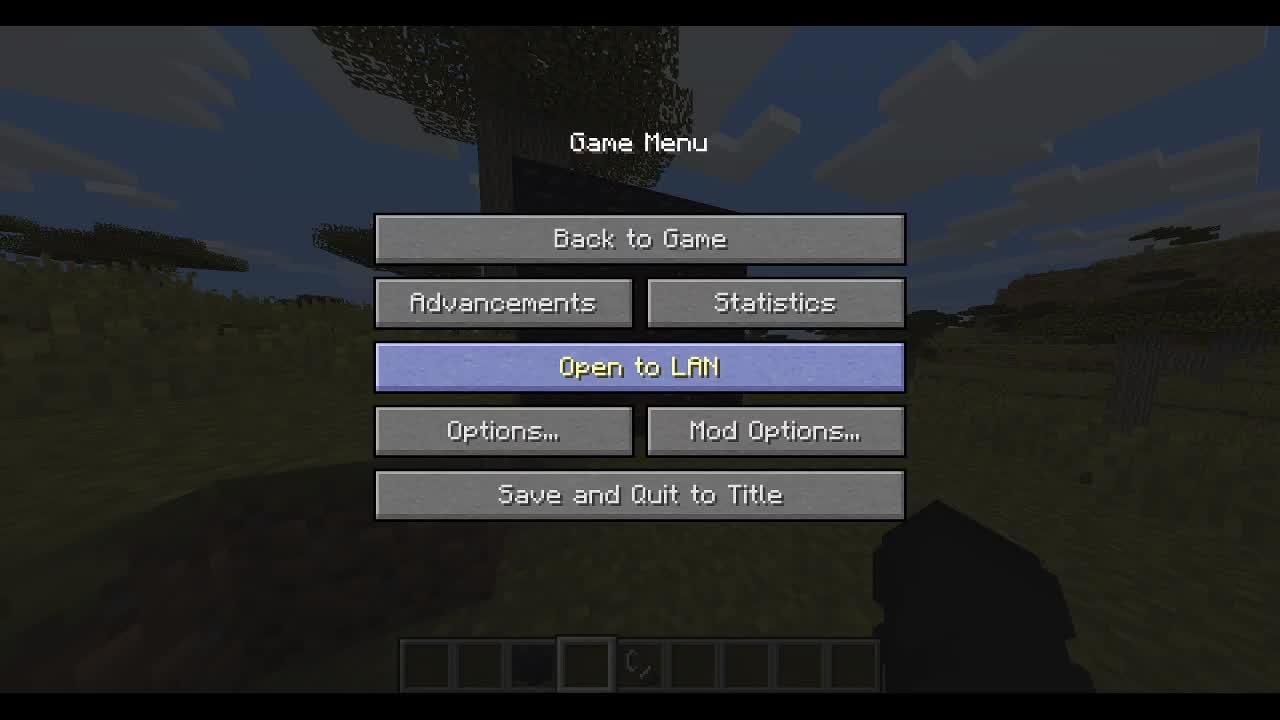 Game Menu
Back to Game
Advancements
Statistics
Open to LAN
Options...
Mod Options...
Save and Quit to Title